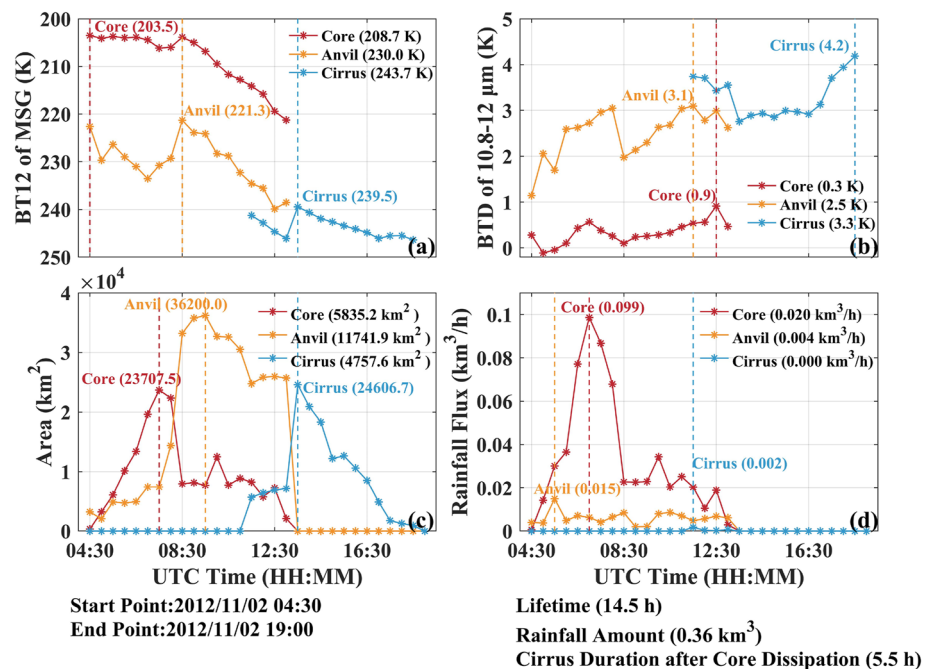 200
210
220
230
240
250
BT12 of MSG (K)
Core (203.5)
Core (208.7 K)
Anvil (230.0 K)
Cirrus (243.7 K)
Anvil (221.3)
Cirrus (239.5)
(a)
5
4
3
2
1
0
BTD of 10.8-12 μm (K)
Cirrus (4.2)
Anvil (3.1)
Core (0.9)
Core (0.3 K)
Anvil (2.5 K)
Cirrus (3.3 K)
(b)
×10⁴
4
3
2
1
0
Area (km²)
Anvil (36200.0)
Core (5835.2 km² )
Anvil (11741.9 km² )
Cirrus (4757.6 km² )
Core (23707.5)
Cirrus (24606.7)
(c)
04:30 08:30 12:30 16:30
UTC Time (HH:MM)
0.1
0.08
0.06
0.04
0.02
0
Rainfall Flux (km³/h)
Core (0.099)
Core (0.020 km³/h)
Anvil (0.004 km³/h)
Cirrus (0.000 km³/h)
Cirrus (0.002)
Anvil (0.015)
(d)
04:30 08:30 12:30 16:30
UTC Time (HH:MM)
Start Point:2012/11/02 04:30
End Point:2012/11/02 19:00
Lifetime (14.5 h)
Rainfall Amount (0.36 km³)
Cirrus Duration after Core Dissipation (5.5 h)